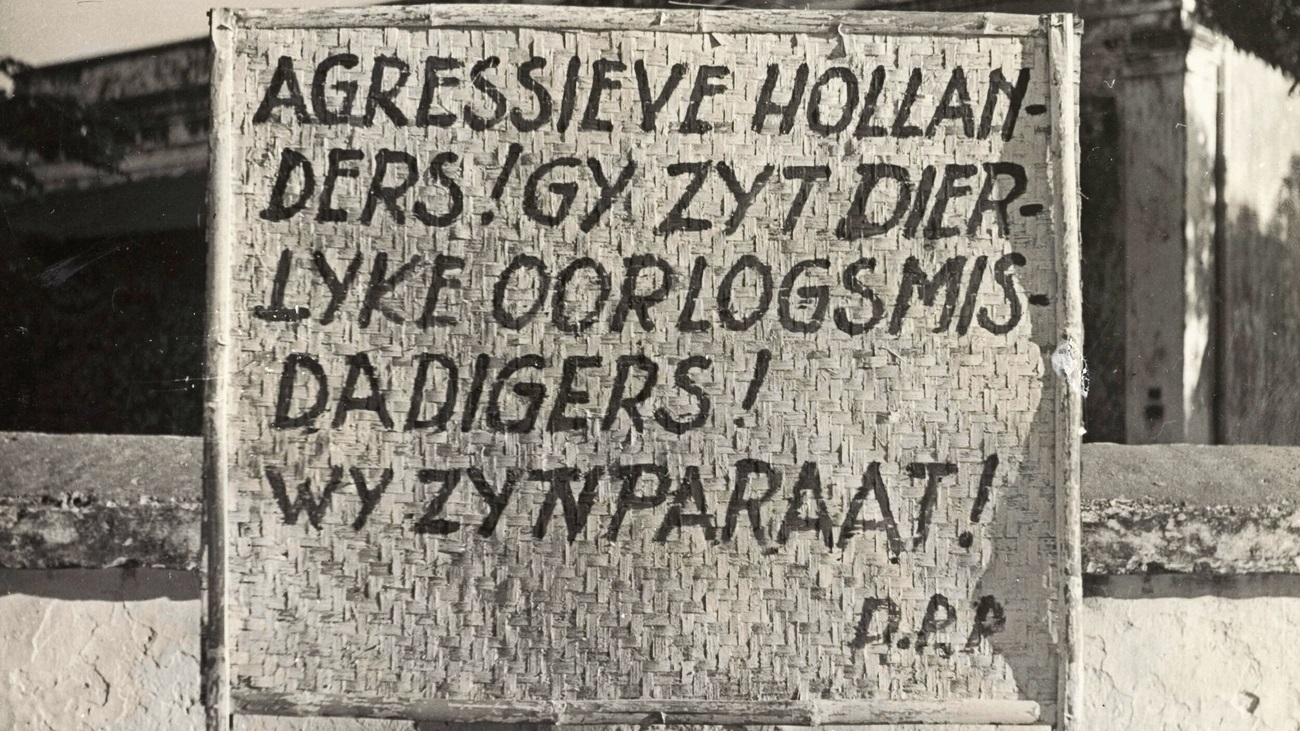 AGRESSIEVE HOLLAN-
DERS! GY ZYT DIER-
LYKE OORLOGSMIS-
DADIGERS!
WY ZYN PARAAT!
D.P.P